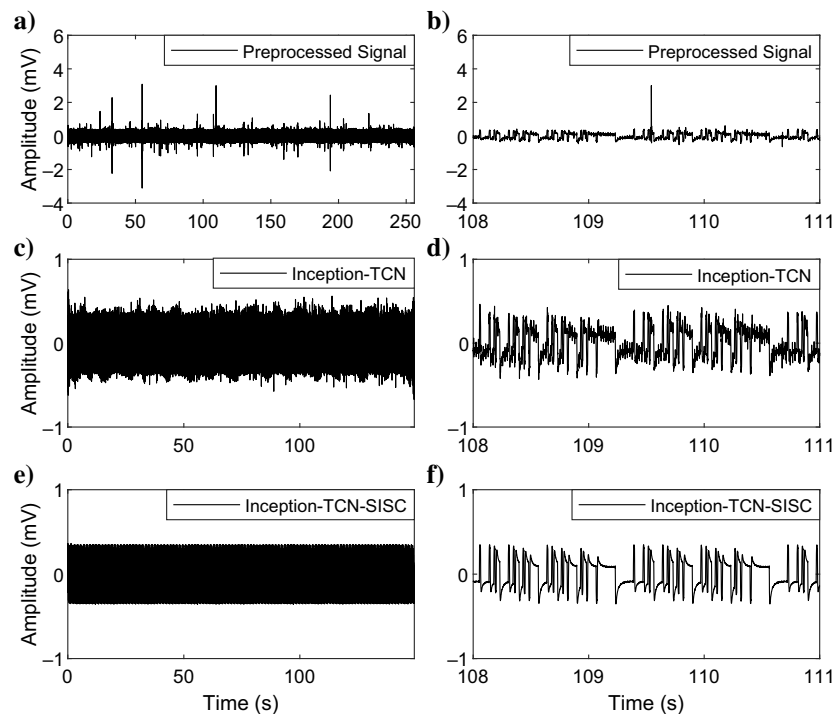 a)
Preprocessed Signal
Amplitude (mV)
6
4
2
0
–2
–4
0 50 100 150 200 250
b)
Preprocessed Signal
6
4
2
0
–2
–4
108 109 110 111
c)
Inception-TCN
Amplitude (mV)
1
0
–1
0 50 100
d)
Inception-TCN
1
0
–1
108 109 110 111
e)
Inception-TCN-SISC
Amplitude (mV)
1
0
–1
0 50 100
Time (s)
f)
Inception-TCN-SISC
1
0
–1
108 109 110 111
Time (s)